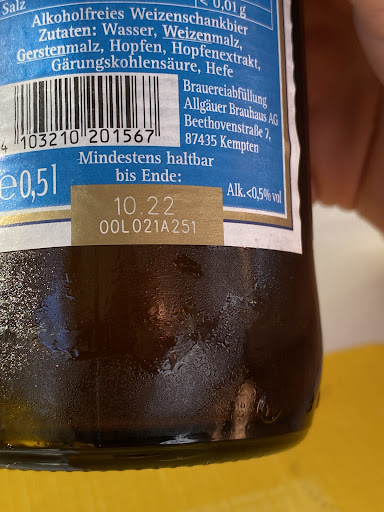 Salz < 0,01 g
Alkoholfreies Weizenschankbier
Zutaten: Wasser, Weizenmalz,
Gerstenmalz, Hopfen, Hopfenextrakt,
Gärungskohlensäure, Hefe
4 103210 201567
Brauereiabfüllung
Allgäuer Brauhaus AG
Beethovenstraße 7,
87435 Kempten
e 0,5l
Mindestens haltbar
bis Ende:
Alk.<0,5% vol
10.22
00L021A251